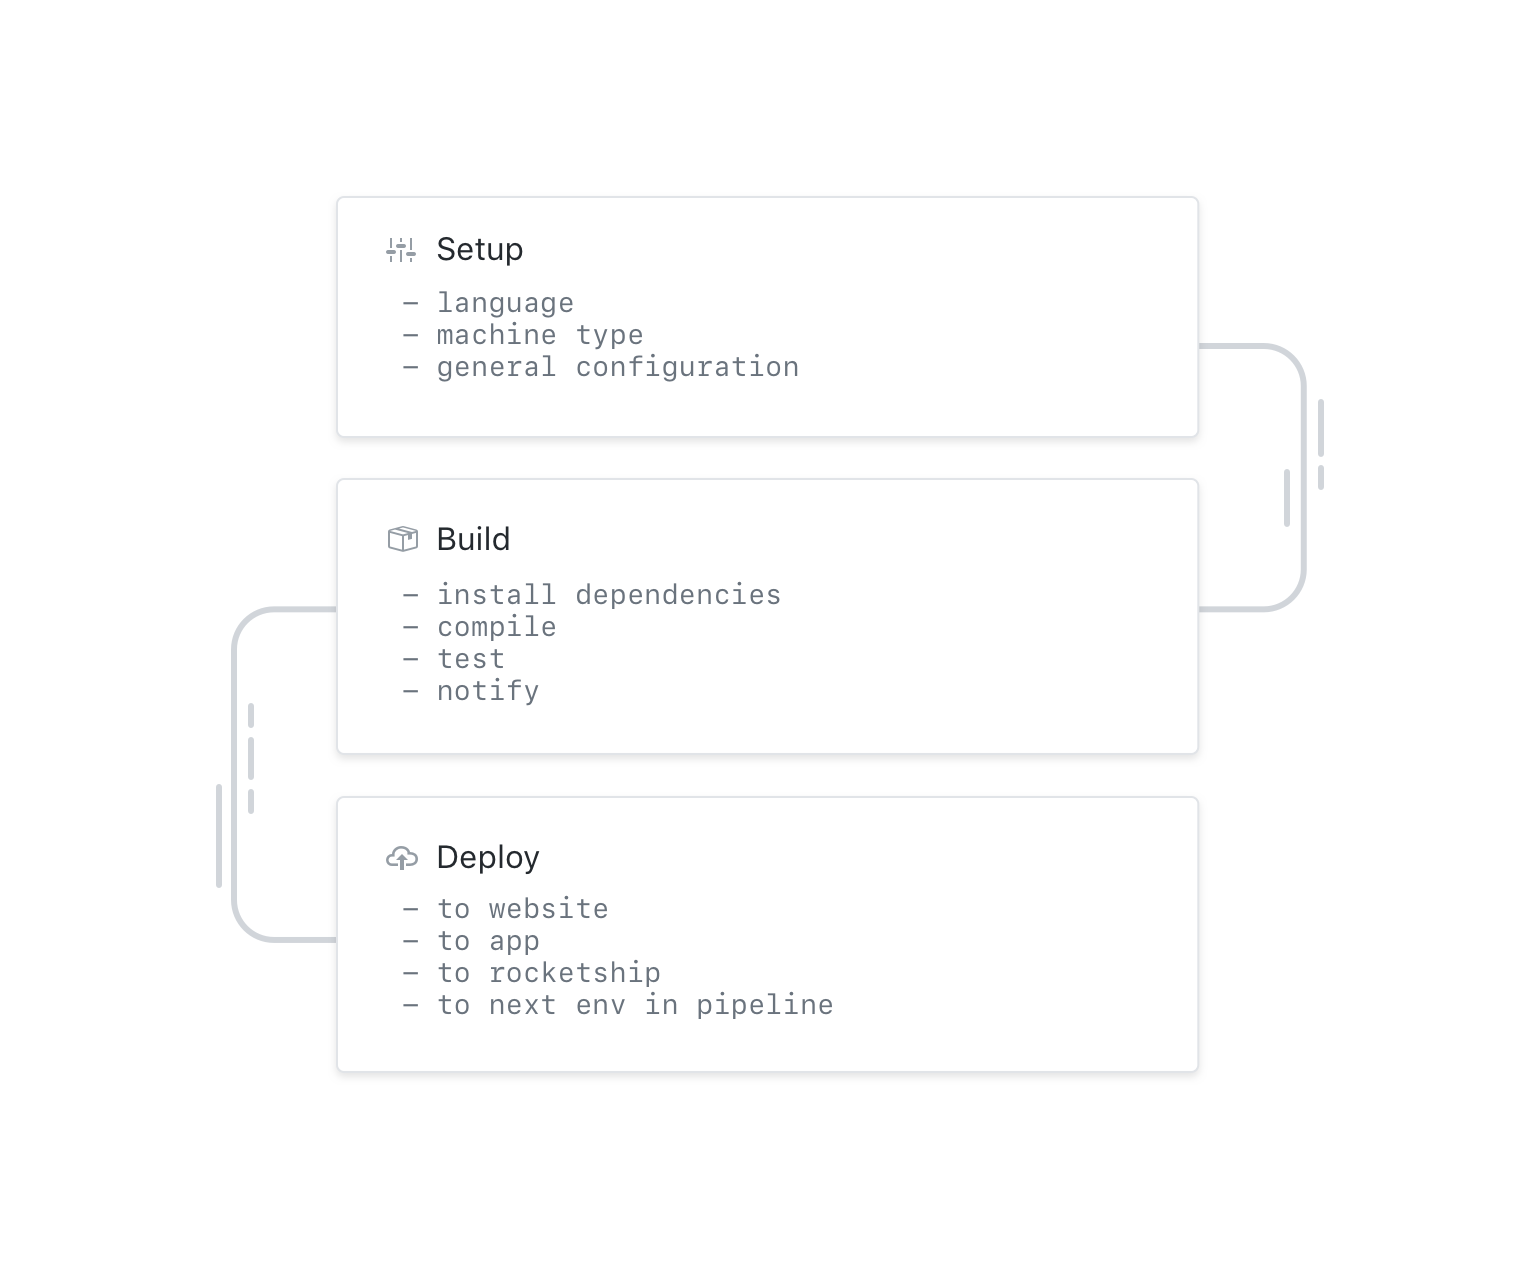 Setup
– language
– machine type
– general configuration
Build
– install dependencies
– compile
– test
– notify
Deploy
– to website
– to app
– to rocketship
– to next env in pipeline